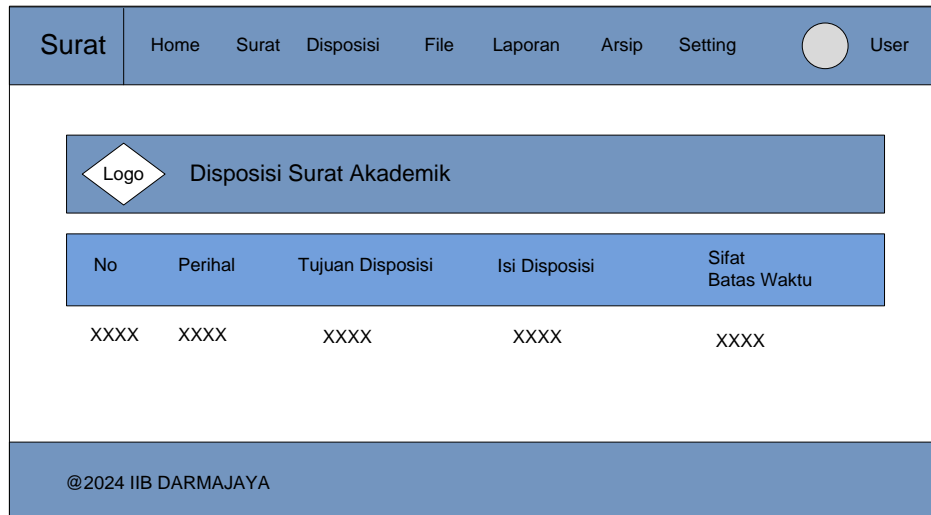 Surat Home Surat Disposisi File Laporan Arsip Setting User
Logo Disposisi Surat Akademik
No Perihal Tujuan Disposisi Isi Disposisi Sifat
Batas Waktu
XXXX XXXX XXXX XXXX XXXX
@2024 IIB DARMAJAYA